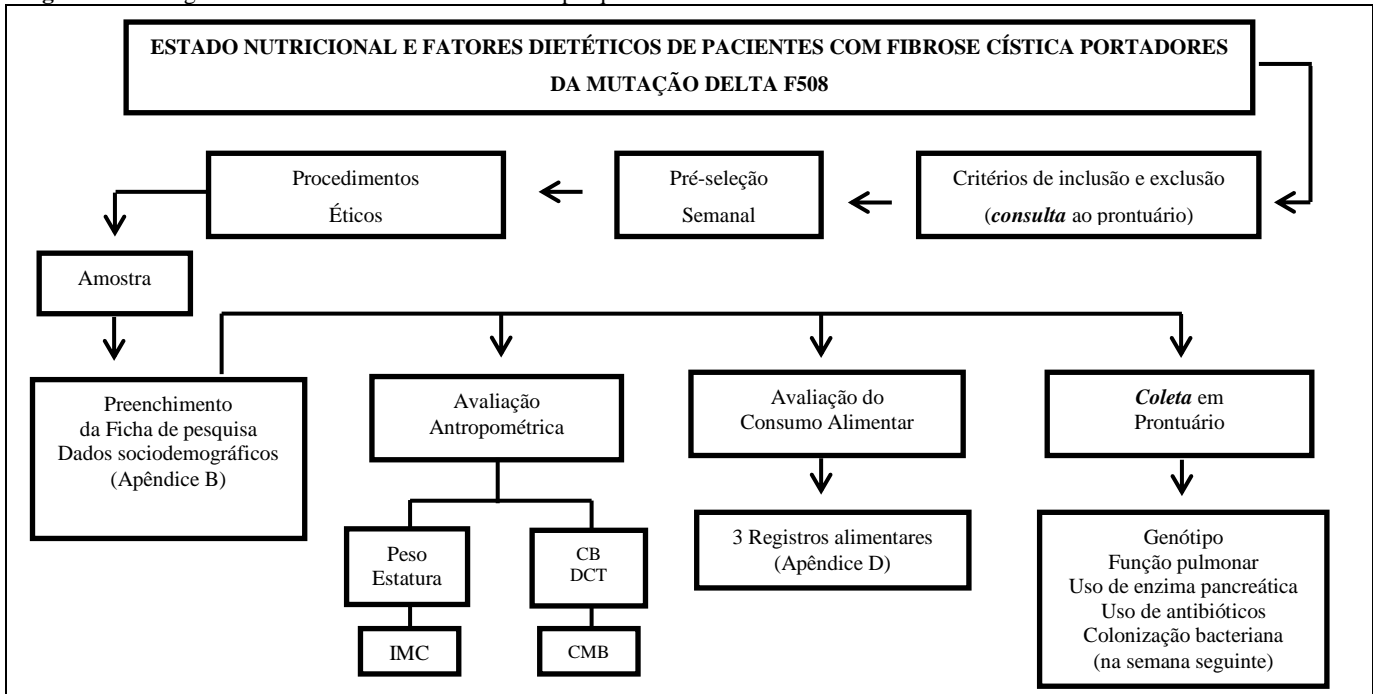 ESTADO NUTRICIONAL E FATORES DIETÉTICOS DE PACIENTES COM FIBROSE CÍSTICA PORTADORES
DA MUTAÇÃO DELTA F508
Critérios de inclusão e exclusão
(consulta ao prontuário)
Pré-seleção
Semanal
Procedimentos
Éticos
Amostra
Preenchimento
da Ficha de pesquisa
Dados sociodemográficos
(Apêndice B)
Avaliação
Antropométrica
Peso
Estatura
IMC
CB
DCT
CMB
Avaliação do
Consumo Alimentar
3 Registros alimentares
(Apêndice D)
Coleta em
Prontuário
Genótipo
Função pulmonar
Uso de enzima pancreática
Uso de antibióticos
Colonização bacteriana
(na semana seguinte)